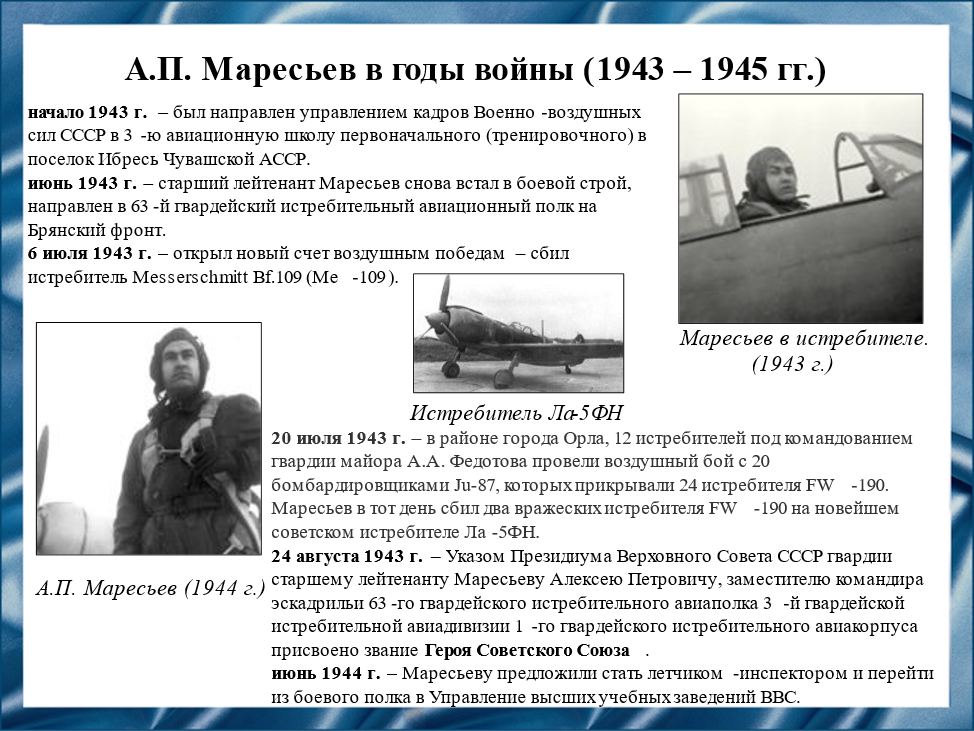 А.П. Маресьев в годы войны (1943 – 1945 гг.)
начало 1943 г. – был направлен управлением кадров Военно -воздушных
сил СССР в 3 -ю авиационную школу первоначального (тренировочного) в
поселок Ибресь Чувашской АССР.
июнь 1943 г. – старший лейтенант Маресьев снова встал в боевой строй,
направлен в 63 -й гвардейский истребительный авиационный полк на
Брянский фронт.
6 июля 1943 г. – открыл новый счет воздушным победам – сбил
истребитель Messerschmitt Bf.109 (Me -109).
Маресьев в истребителе.
(1943 г.)
Истребитель Ла-5ФН
20 июля 1943 г. – в районе города Орла, 12 истребителей под командованием
гвардии майора А.А. Федотова провели воздушный бой с 20
бомбардировщиками Ju-87, которых прикрывали 24 истребителя FW -190.
Маресьев в тот день сбил два вражеских истребителя FW -190 на новейшем
советском истребителе Ла -5ФН.
24 августа 1943 г. – Указом Президиума Верховного Совета СССР гвардии
старшему лейтенанту Маресьеву Алексею Петровичу, заместителю командира
эскадрильи 63 -го гвардейского истребительного авиаполка 3 -й гвардейской
истребительной авиадивизии 1 -го гвардейского истребительного авиакорпуса
присвоено звание Героя Советского Союза .
июнь 1944 г. – Маресьеву предложили стать летчиком -инспектором и перейти
из боевого полка в Управление высших учебных заведений ВВС.
А.П. Маресьев (1944 г.)